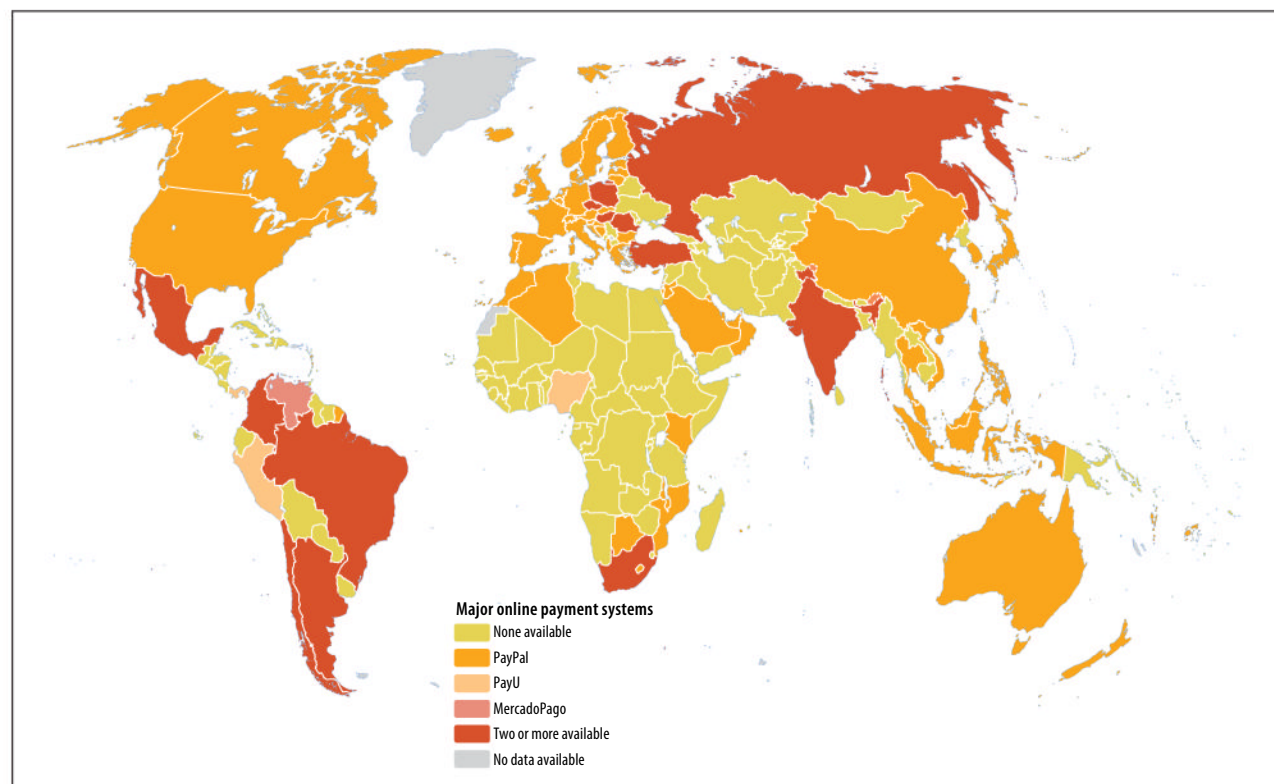 Major online payment systems
None available
PayPal
PayU
MercadoPago
Two or more available
No data available